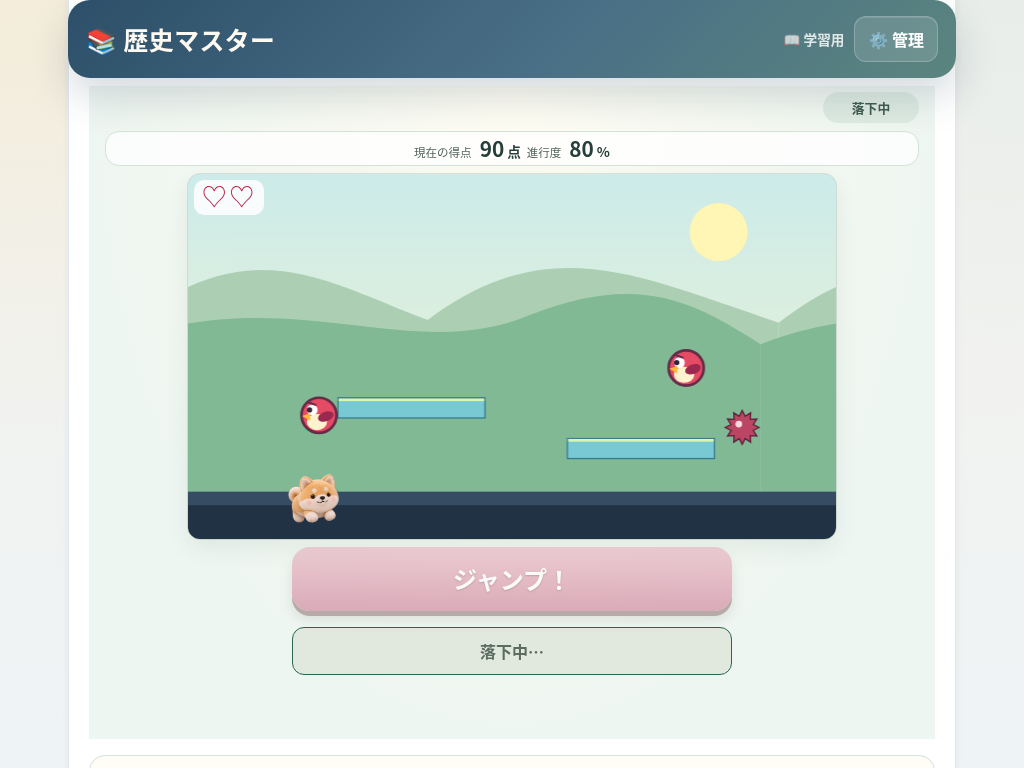 📚 歴史マスター
📖 学習用
⚙️ 管理
落下中
現在の得点 90 点 進行度 80 %
♡♡
ジャンプ！
落下中…